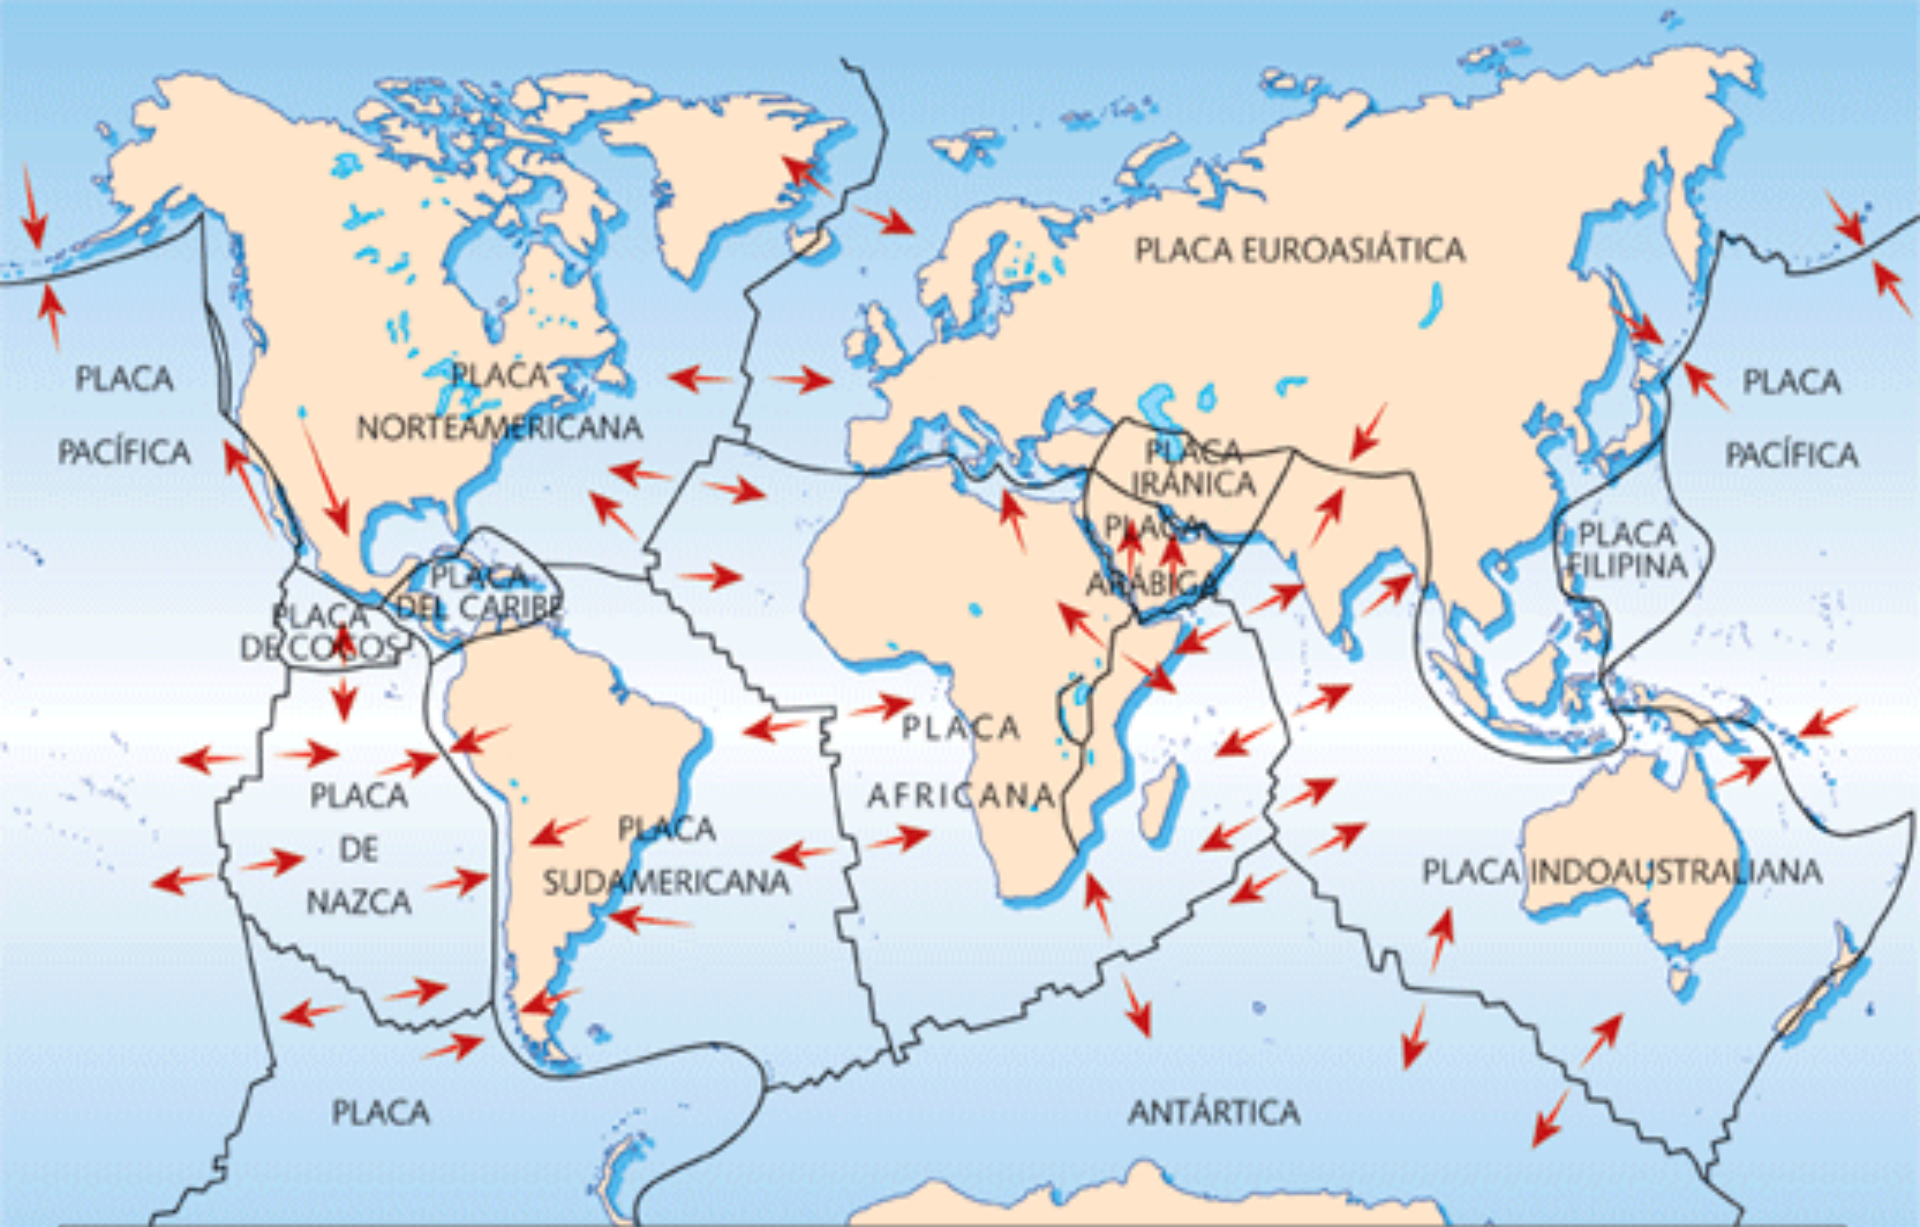 PLACA EUROASIÁTICA
PLACA
PACÍFICA
PLACA
NORTEAMERICANA
PLACA
PACÍFICA
PLACA
IRÁNICA
PLACA
ARÁBIGA
PLACA
FILIPINA
PLACA
DEL CARIBE
PLACA
DE COCOS
PLACA
AFRICANA
PLACA
DE
NAZCA
PLACA
SUDAMERICANA
PLACA INDOAUSTRALIANA
PLACA
ANTÁRTICA